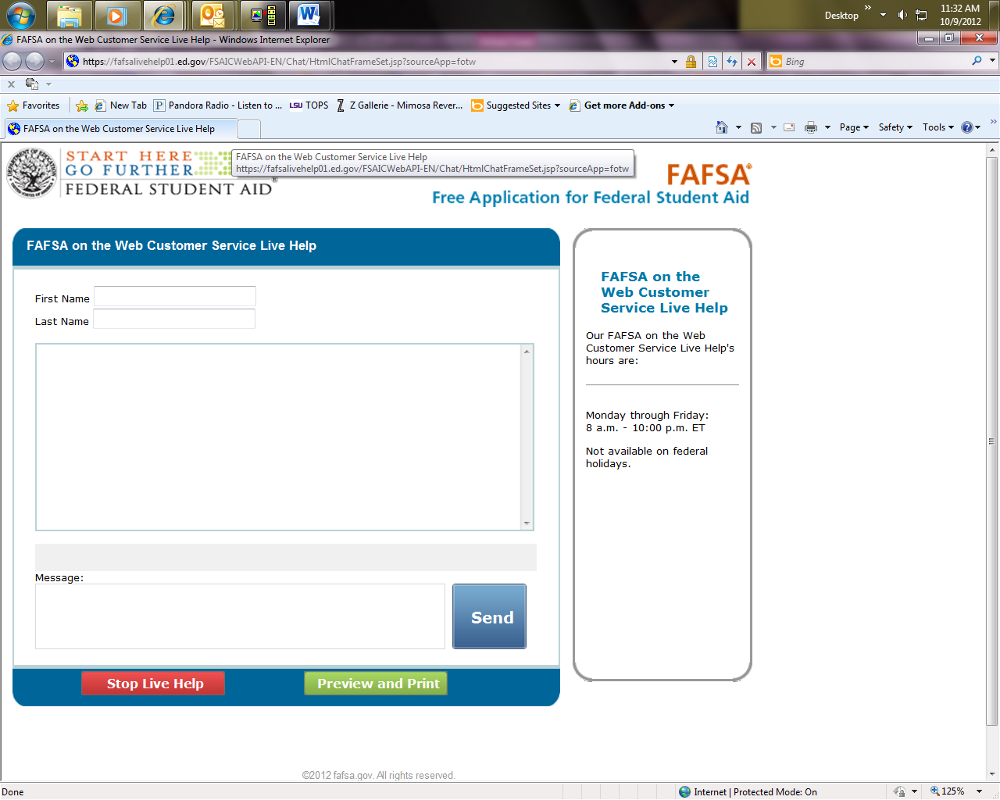 Desktop
11:32 AM
10/9/2012
FAFSA on the Web Customer Service Live Help - Windows Internet Explorer
https://fafsalivehelp01.ed.gov/FSAICWebAPI-EN/Chat/HtmlChatFrameSet.jsp?sourceApp=fotw
Bing
Favorites
New Tab
Pandora Radio - Listen to ...
LSU TOPS
Z Gallerie - Mimosa Rever...
Suggested Sites
Get more Add-ons
FAFSA on the Web Customer Service Live Help
Page
Safety
Tools
START HERE
GO FURTHER
FEDERAL STUDENT AID®
FAFSA on the Web Customer Service Live Help
https://fafsalivehelp01.ed.gov/FSAICWebAPI-EN/Chat/HtmlChatFrameSet.jsp?sourceApp=fotw
FAFSA®
Free Application for Federal Student Aid
FAFSA on the Web Customer Service Live Help
First Name
Last Name
Message:
Send
Stop Live Help
Preview and Print
FAFSA on the
Web Customer
Service Live Help
Our FAFSA on the Web
Customer Service Live Help's
hours are:
Monday through Friday:
8 a.m. - 10:00 p.m. ET
Not available on federal
holidays.
©2012 fafsa.gov. All rights reserved.
Done
Internet | Protected Mode: On
125%